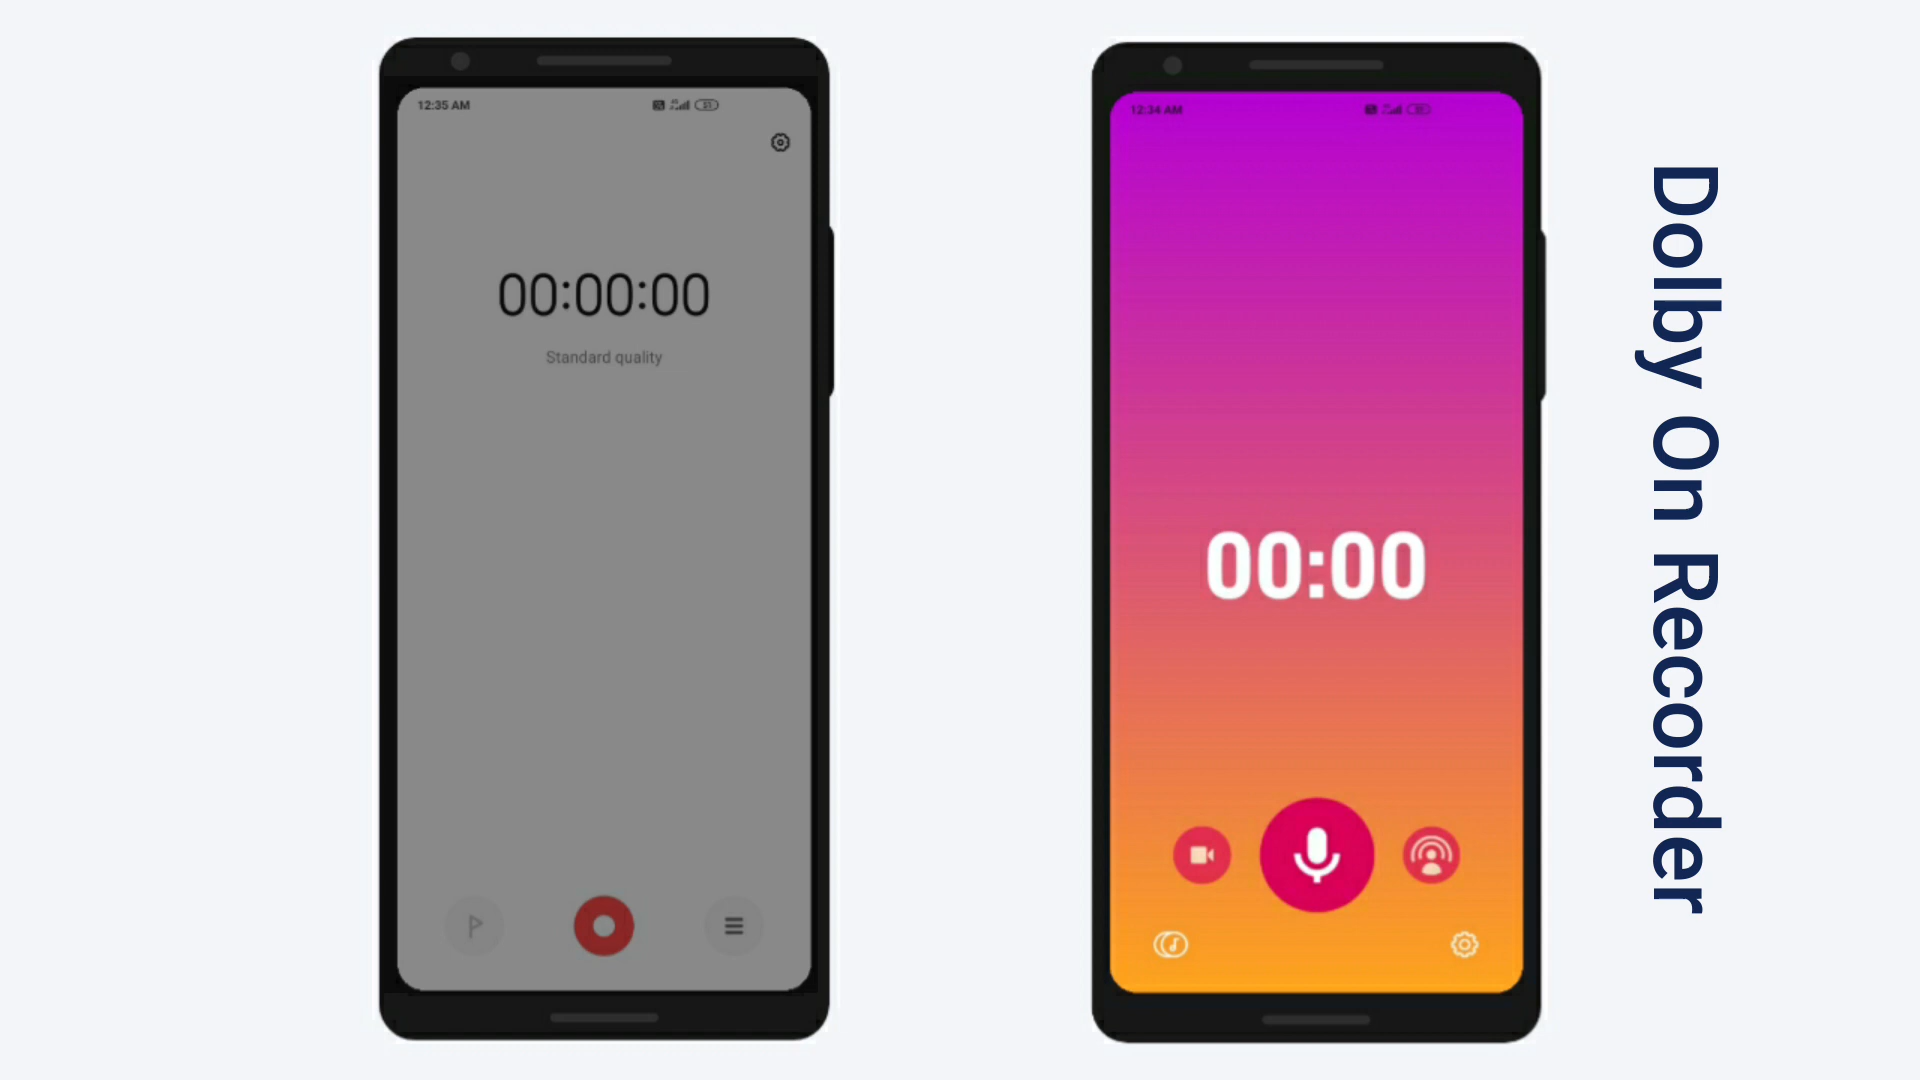 12:35 AM
00:00:00
Standard quality
12:34 AM
00:00
Dolby On Recorder